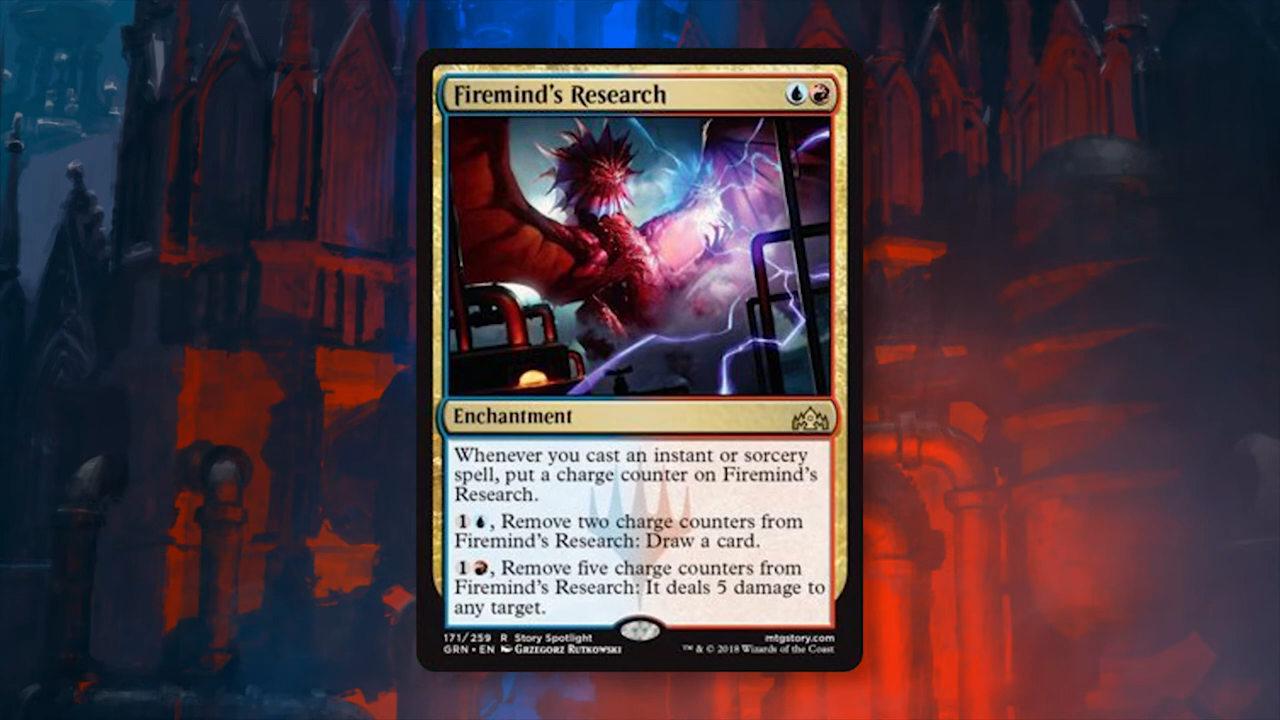 Firemind's Research
Enchantment
Whenever you cast an instant or sorcery
spell, put a charge counter on Firemind's
Research.
1, Remove two charge counters from
Firemind's Research: Draw a card.
1, Remove five charge counters from
Firemind's Research: It deals 5 damage to
any target.
171/259 R Story Spotlight
mtgstory.com
GRN • EN Grzegorz Rutkowski
™ & © 2018 Wizards of the Coast